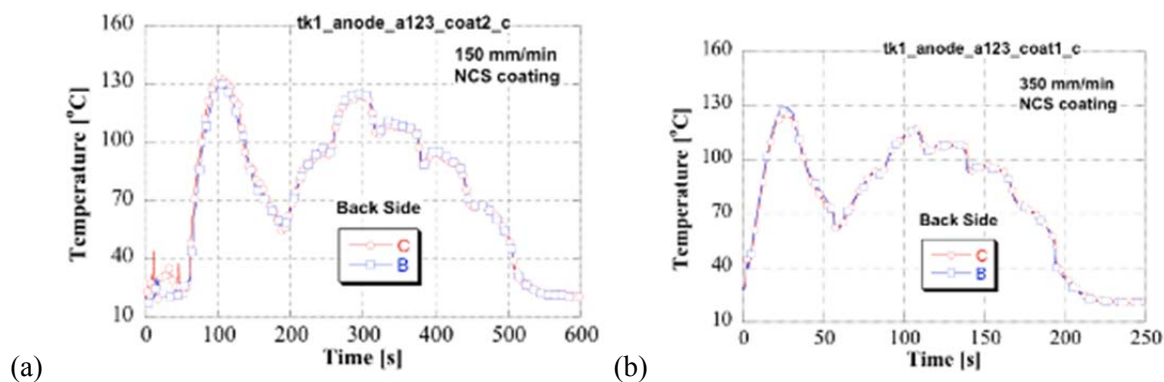 160
tk1_anode_a123_coat2_c
150 mm/min
NCS coating
130
100
70
40
10
Temperature [°C]
Back Side
C
B
0 100 200 300 400 500 600
Time [s]
(a)
160
tk1_anode_a123_coat1_c
350 mm/min
NCS coating
130
100
70
40
10
Temperature [°C]
Back Side
C
B
0 50 100 150 200 250
Time [s]
(b)